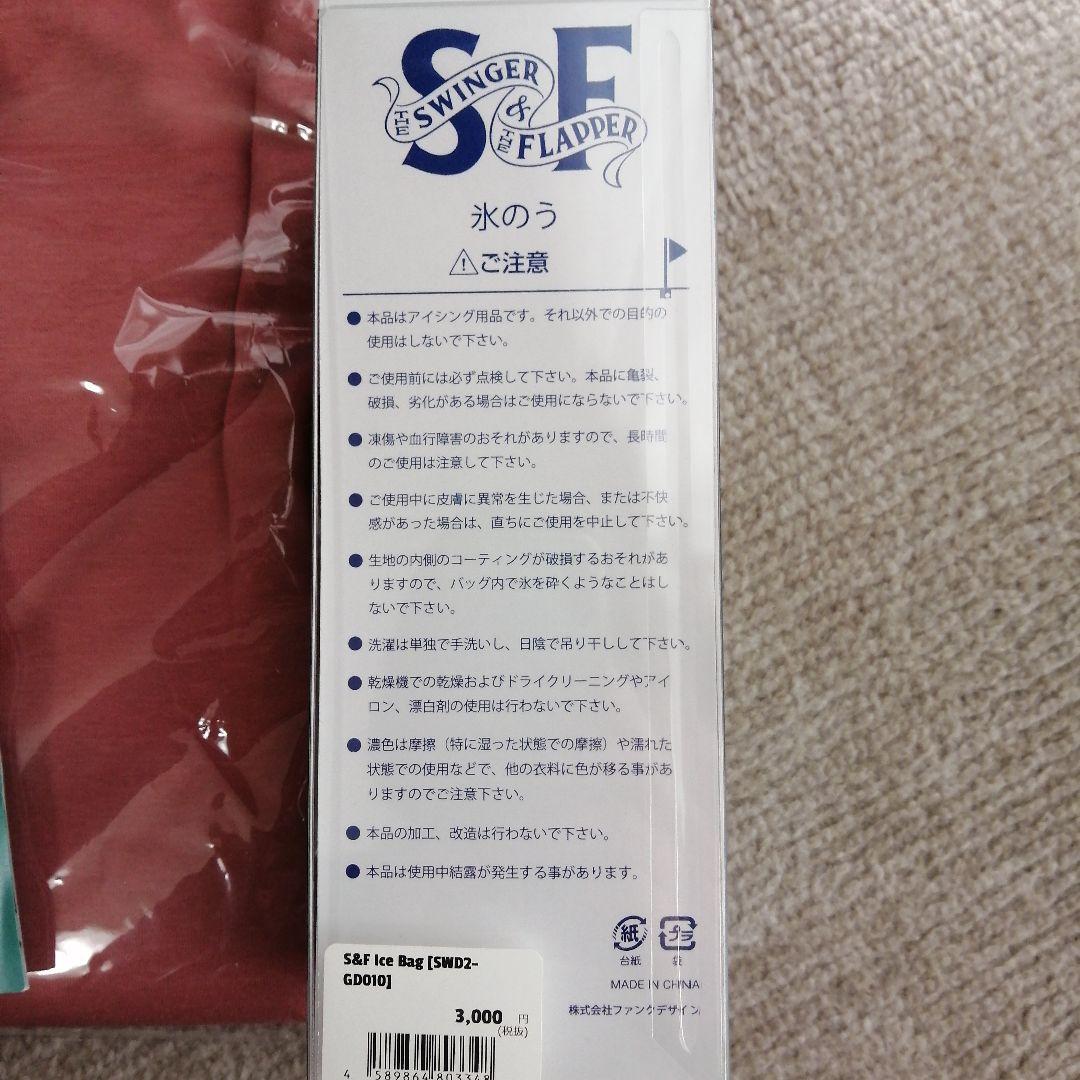 S&F
THE SWINGER
&
THE FLAPPER
氷のう
⚠ご注意
●本品はアイシング用品です。それ以外での目的の
使用はしないで下さい。
●ご使用前には必ず点検して下さい。本品に亀裂、
破損、劣化がある場合はご使用にならないで下さい。
●凍傷や血行障害のおそれがありますので、長時間
のご使用は注意して下さい。
●ご使用中に皮膚に異常を生じた場合、または不快
感があった場合は、直ちにご使用を中止して下さい。
●生地の内側のコーティングが破損するおそれがあ
りますので、バッグ内で氷を砕くようなことはし
ないで下さい。
●洗濯は単独で手洗いし、日陰で吊り干しして下さい。
●乾燥機での乾燥およびドライクリーニングやアイ
ロン、漂白剤の使用は行わないで下さい。
●濃色は摩擦（特に湿った状態での摩擦）や濡れた
状態での使用などで、他の衣料に色が移る事があ
りますのでご注意下さい。
●本品の加工、改造は行わないで下さい。
●本品は使用中結露が発生する事があります。
紙 プラ
台紙 袋
MADE IN CHINA
株式会社ファンクデザイン
S&F Ice Bag [SWD2-
GD010]
3,000 円
(税抜)
4 589864 803348